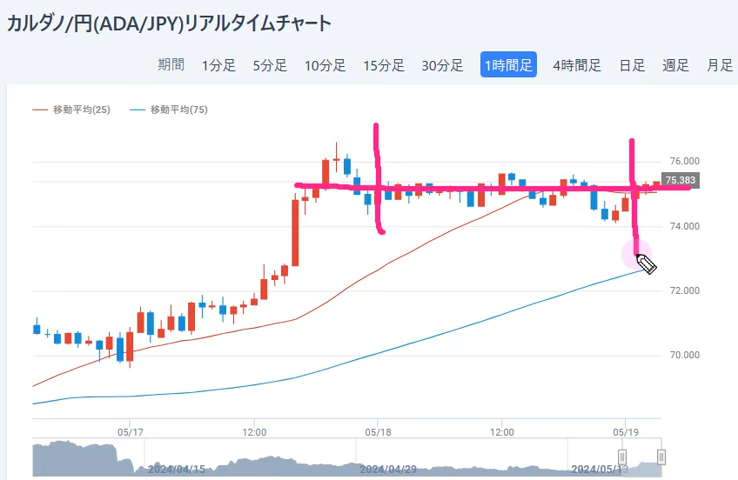 カルダノ/円(ADA/JPY)リアルタイムチャート
期間 1分足 5分足 10分足 15分足 30分足 1時間足 4時間足 日足 週足 月足
移動平均(25) 移動平均(75)
76.000
75.383
74.000
72.000
70.000
05/17 12:00 05/18 12:00 05/19
2024/04/15 2024/04/29 2024/05/13